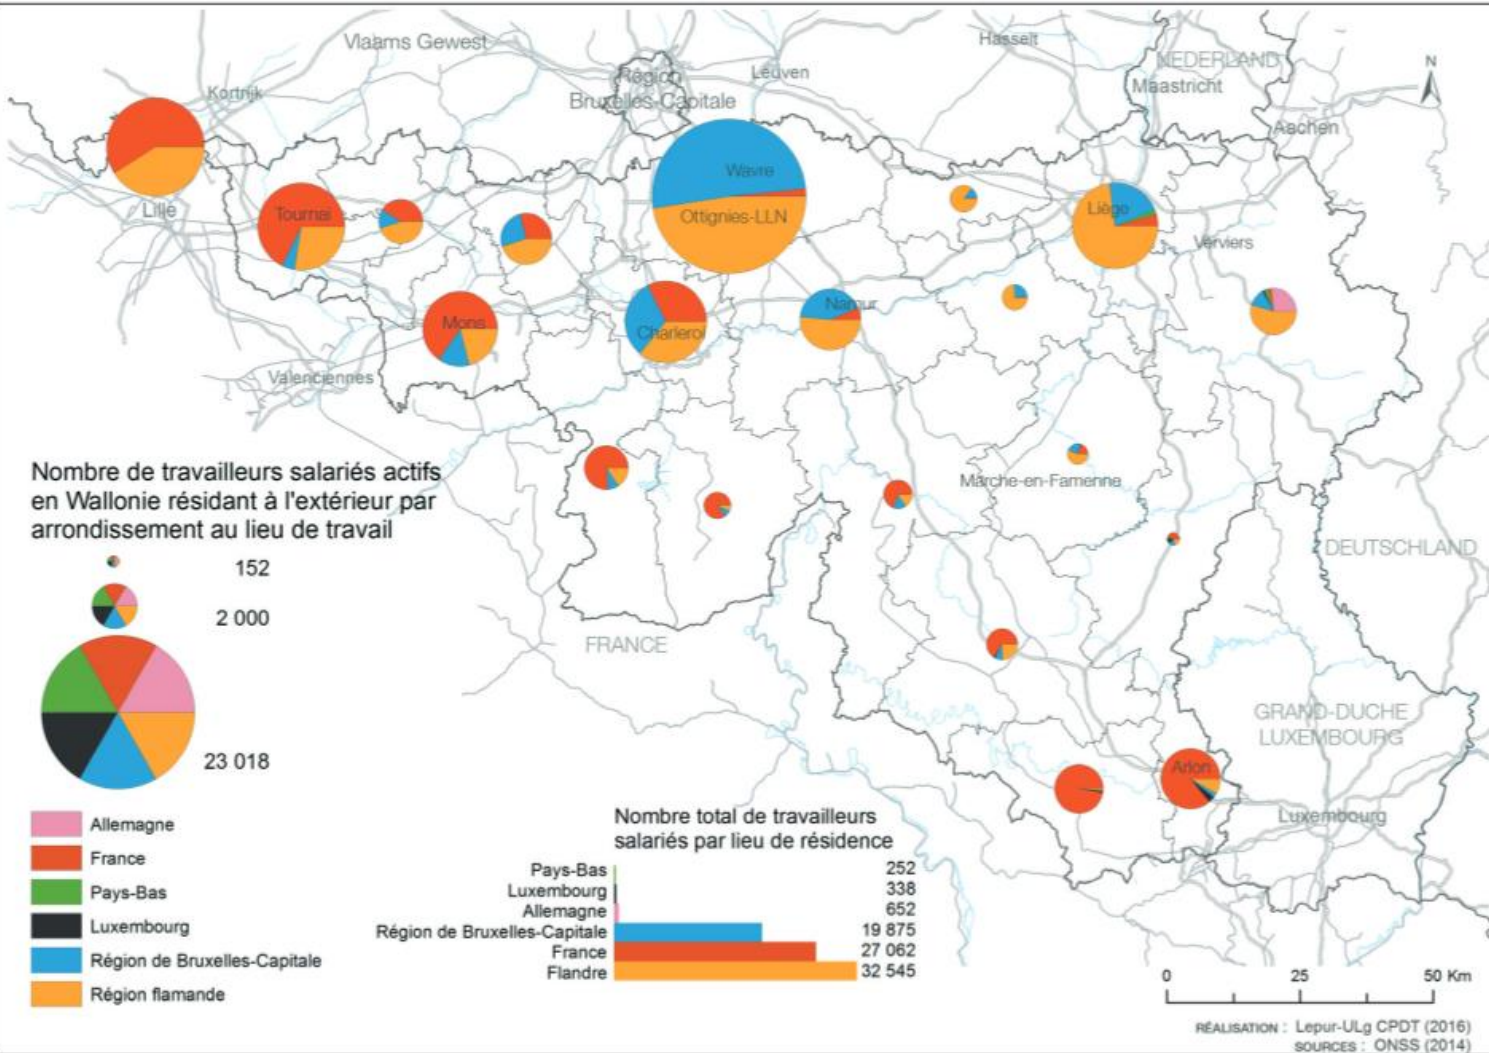 Vlaams Gewest
Hasselt
NEDERLAND
N
Région
Bruxelles-Capitale
Leuven
Maastricht
Kortrijk
Aachen
Wavre
Ottignies-LLN
Lille
Tournai
Liège
Verviers
Mons
Charleroi
Namur
Valenciennes
Marche-en-Famenne
DEUTSCHLAND
FRANCE
GRAND-DUCHE
LUXEMBOURG
Arlon
Luxembourg
Nombre de travailleurs salariés actifs
en Wallonie résidant à l'extérieur par
arrondissement au lieu de travail
152
2 000
23 018
Allemagne
France
Pays-Bas
Luxembourg
Région de Bruxelles-Capitale
Région flamande
Nombre total de travailleurs
salariés par lieu de résidence
Pays-Bas 252
Luxembourg 338
Allemagne 652
Région de Bruxelles-Capitale 19 875
France 27 062
Flandre 32 545
0 25 50 Km
RÉALISATION : Lepur-ULg CPDT (2016)
SOURCES : ONSS (2014)